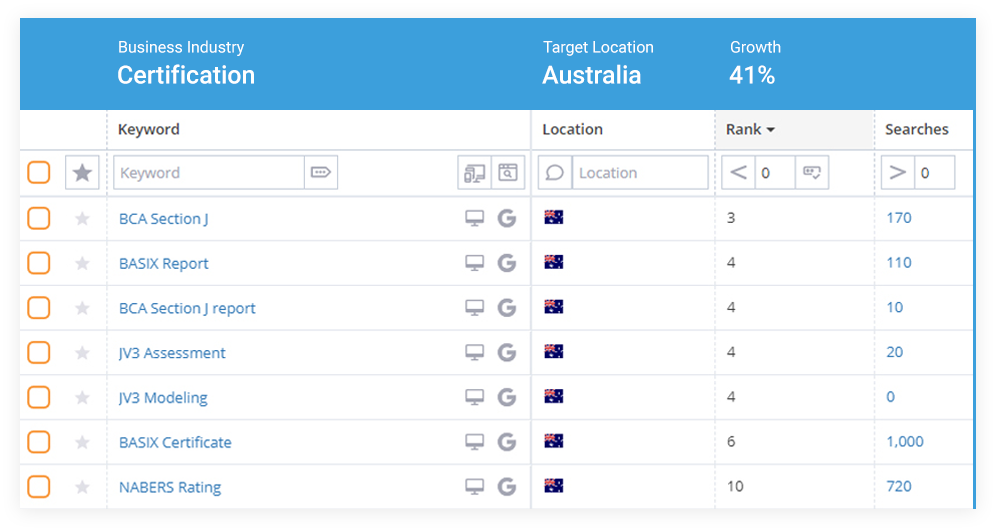 Business Industry Target Location Growth
Certification Australia 41%
Keyword Location Rank Searches
Keyword Location < 0 > 0
BCA Section J G 3 170
BASIX Report G 4 110
BCA Section J report G 4 10
JV3 Assessment G 4 20
JV3 Modeling G 4 0
BASIX Certificate G 6 1,000
NABERS Rating G 10 720